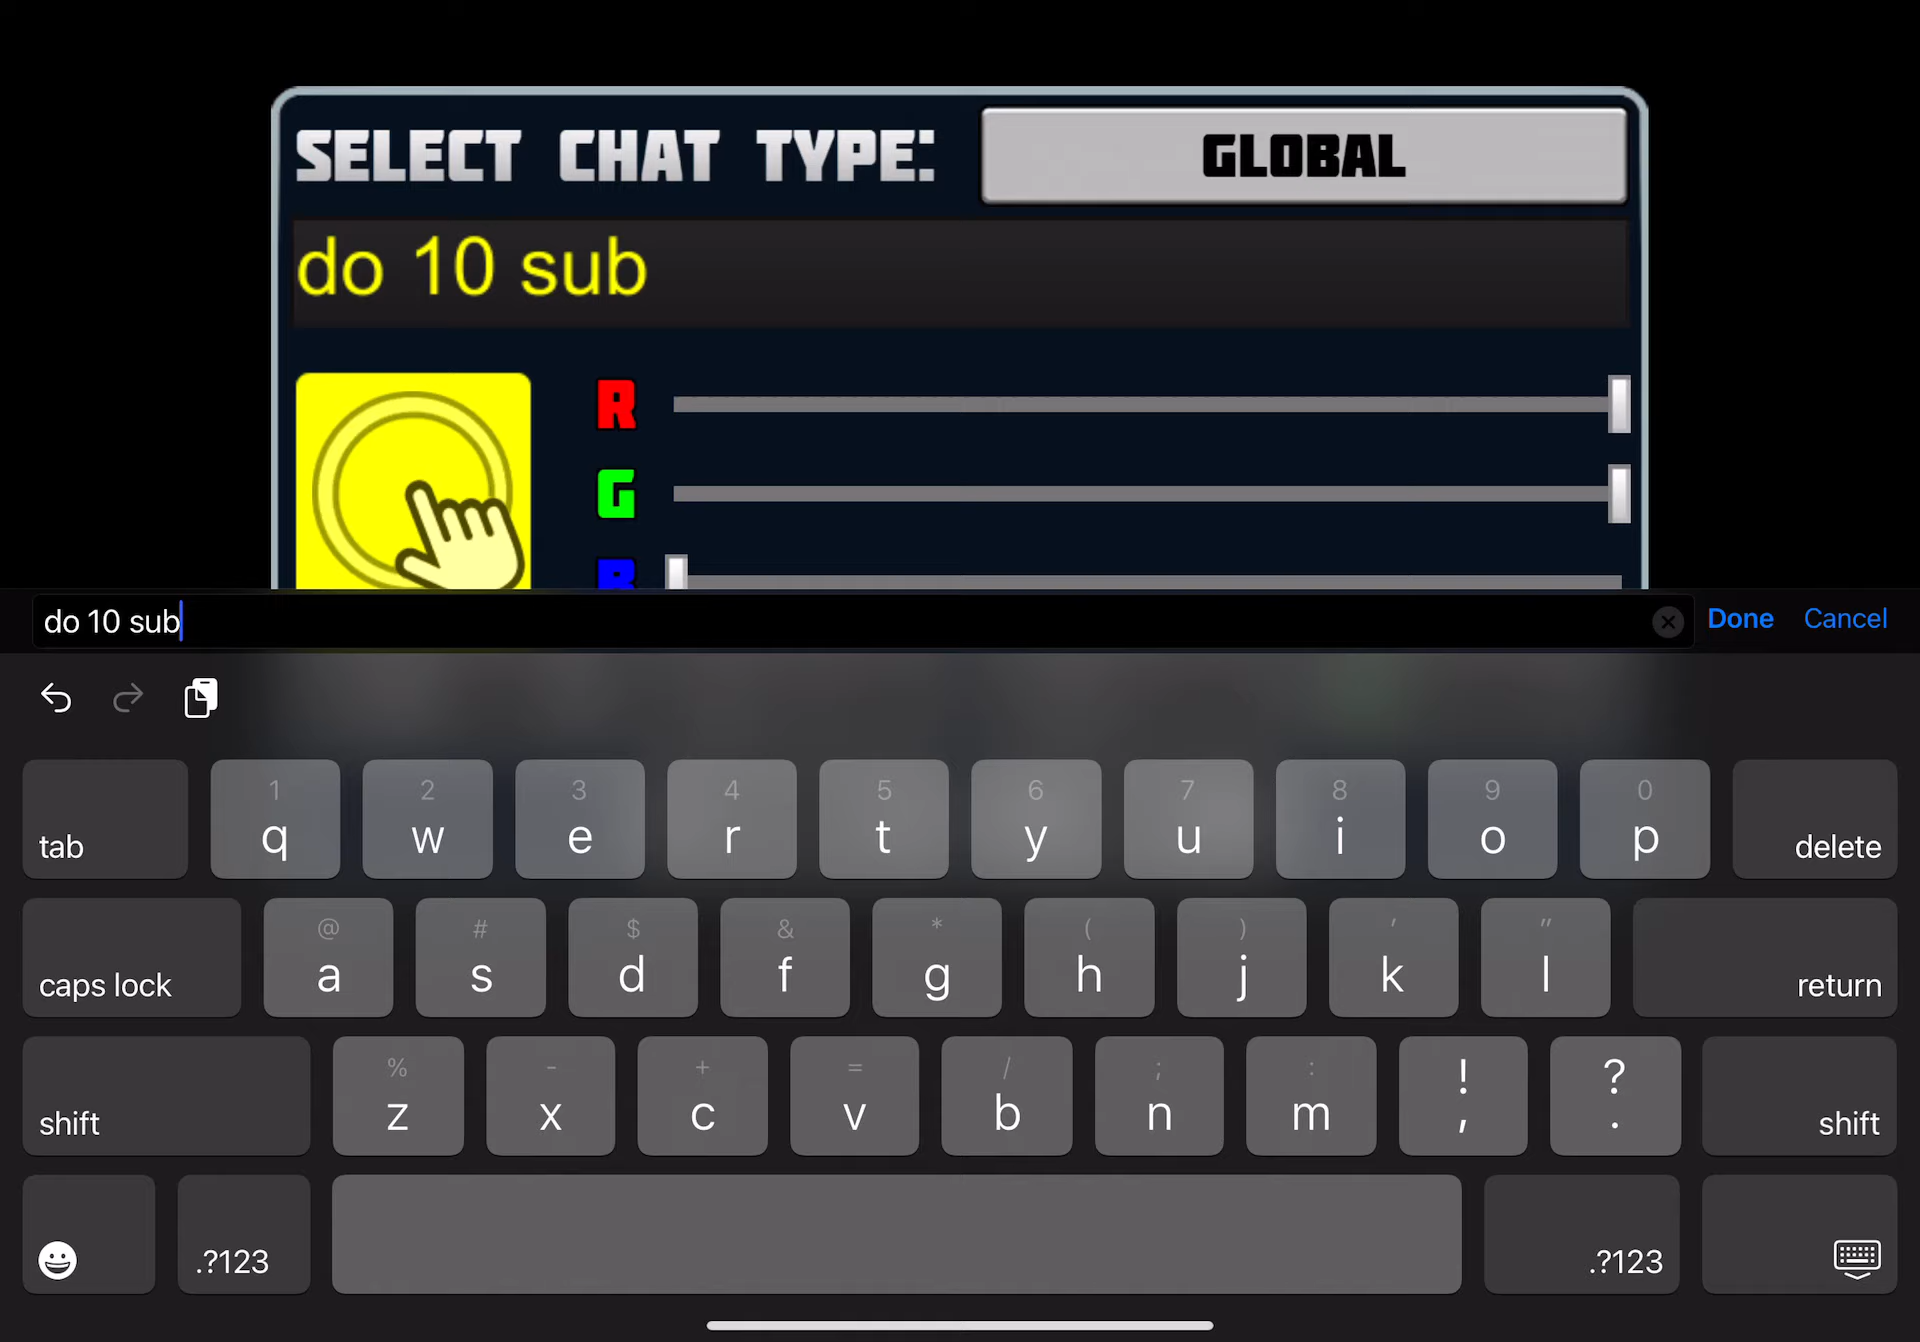 SELECT CHAT TYPE: GLOBAL
do 10 sub
R
G
B
do 10 sub Done Cancel
1 2 3 4 5 6 7 8 9 0
tab q w e r t y u i o p delete
@ # $ & * ( ) ' "
caps lock a s d f g h j k l return
% - + = / ; : ! ?
shift z x c v b n m , . shift
.?123 .?123